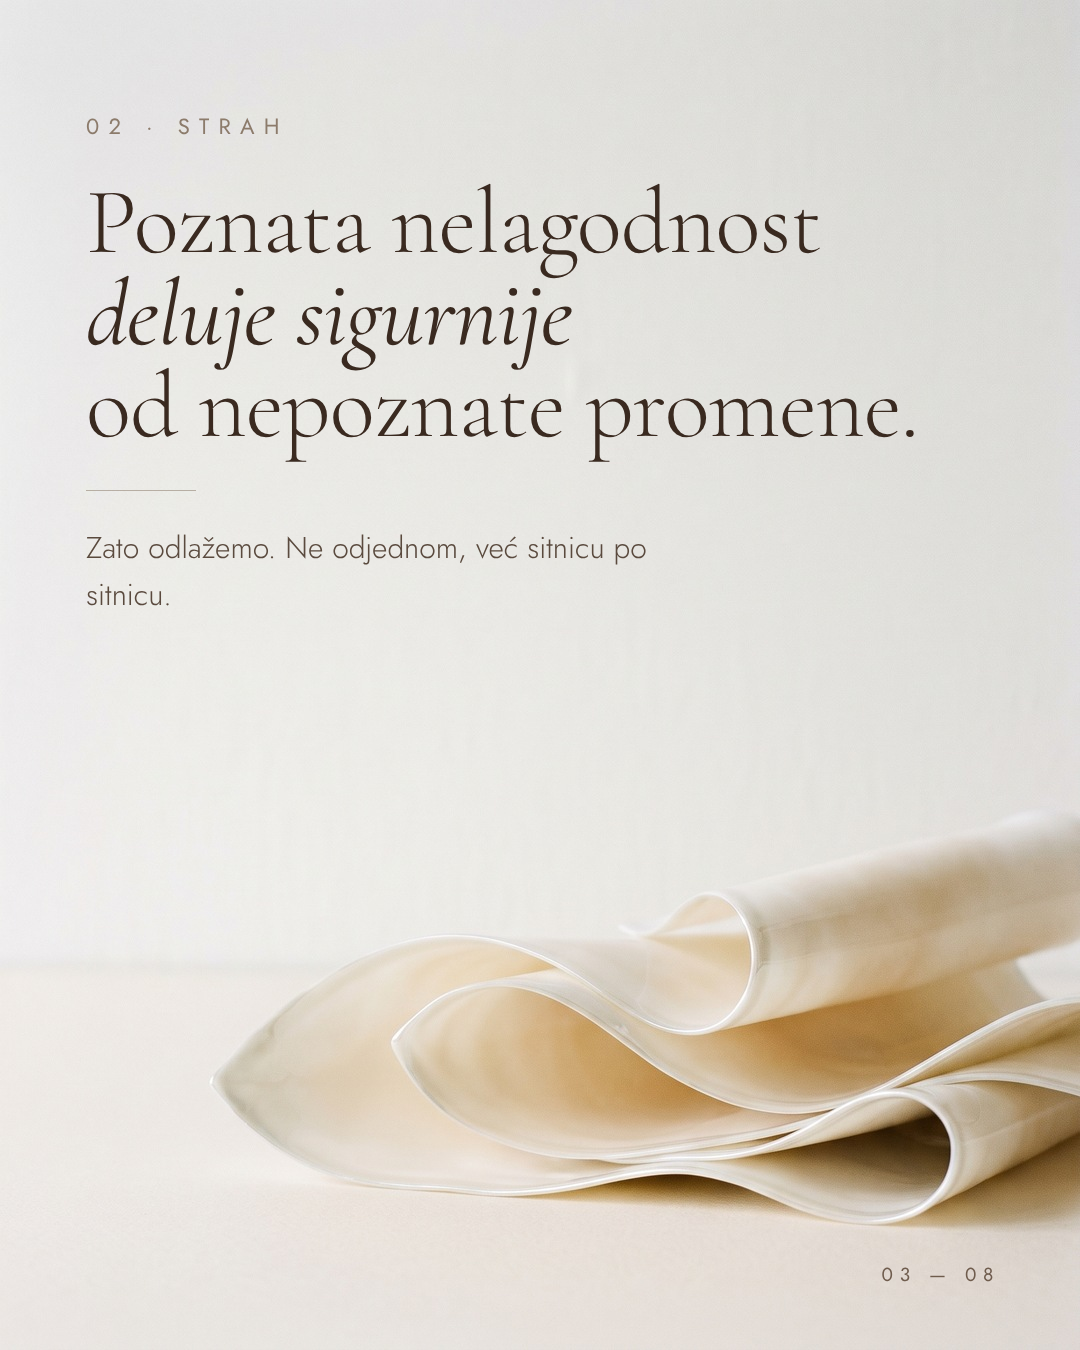 02 · STRAH
Poznata nelagodnost
deluje sigurnije
od nepoznate promene.
Zato odlažemo. Ne odjednom, već sitnicu po
sitnicu.
03 — 08